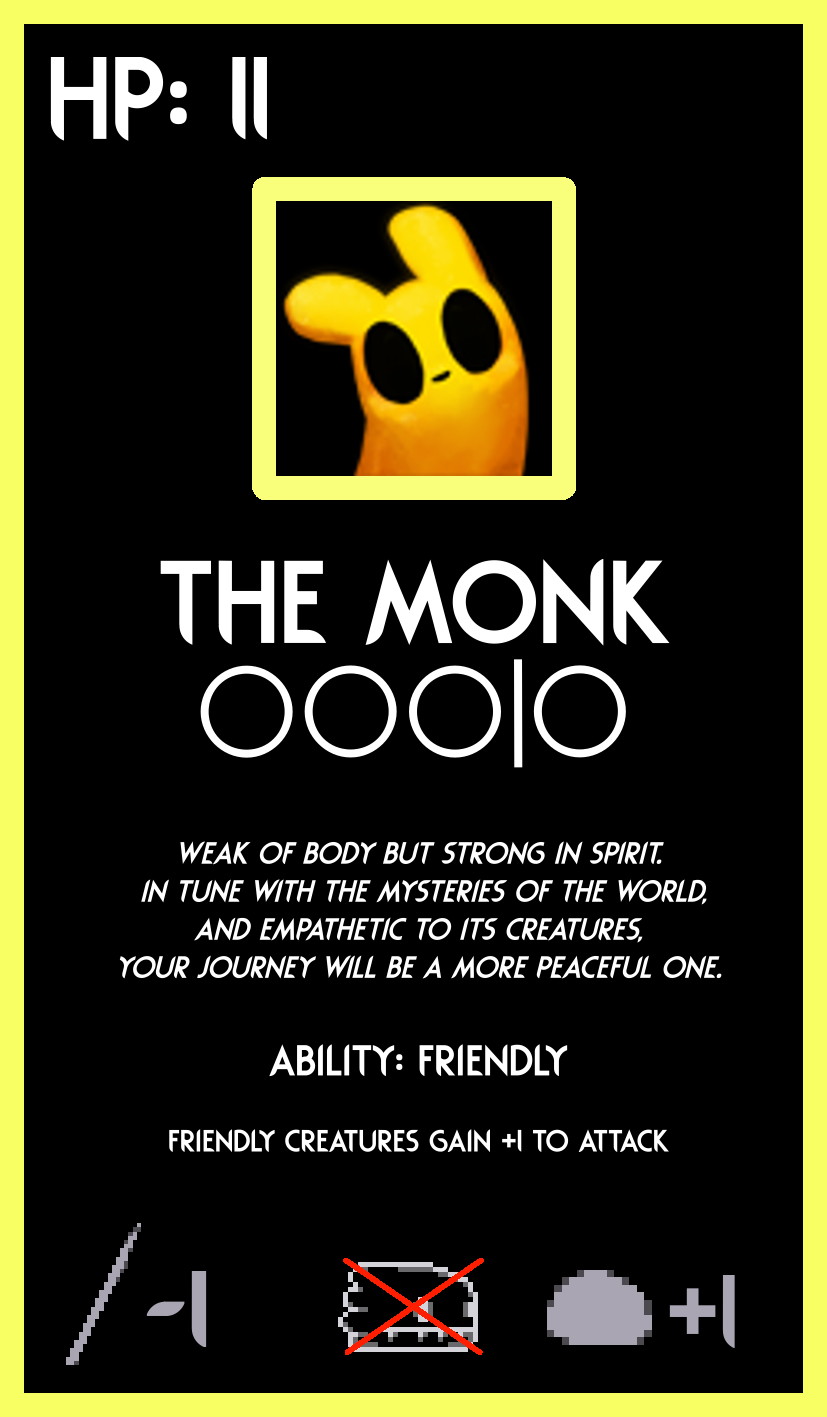 HP: 11
THE MONK
WEAK OF BODY BUT STRONG IN SPIRIT.
IN TUNE WITH THE MYSTERIES OF THE WORLD,
AND EMPATHETIC TO ITS CREATURES,
YOUR JOURNEY WILL BE A MORE PEACEFUL ONE.
ABILITY: FRIENDLY
FRIENDLY CREATURES GAIN +1 TO ATTACK
-1
+1